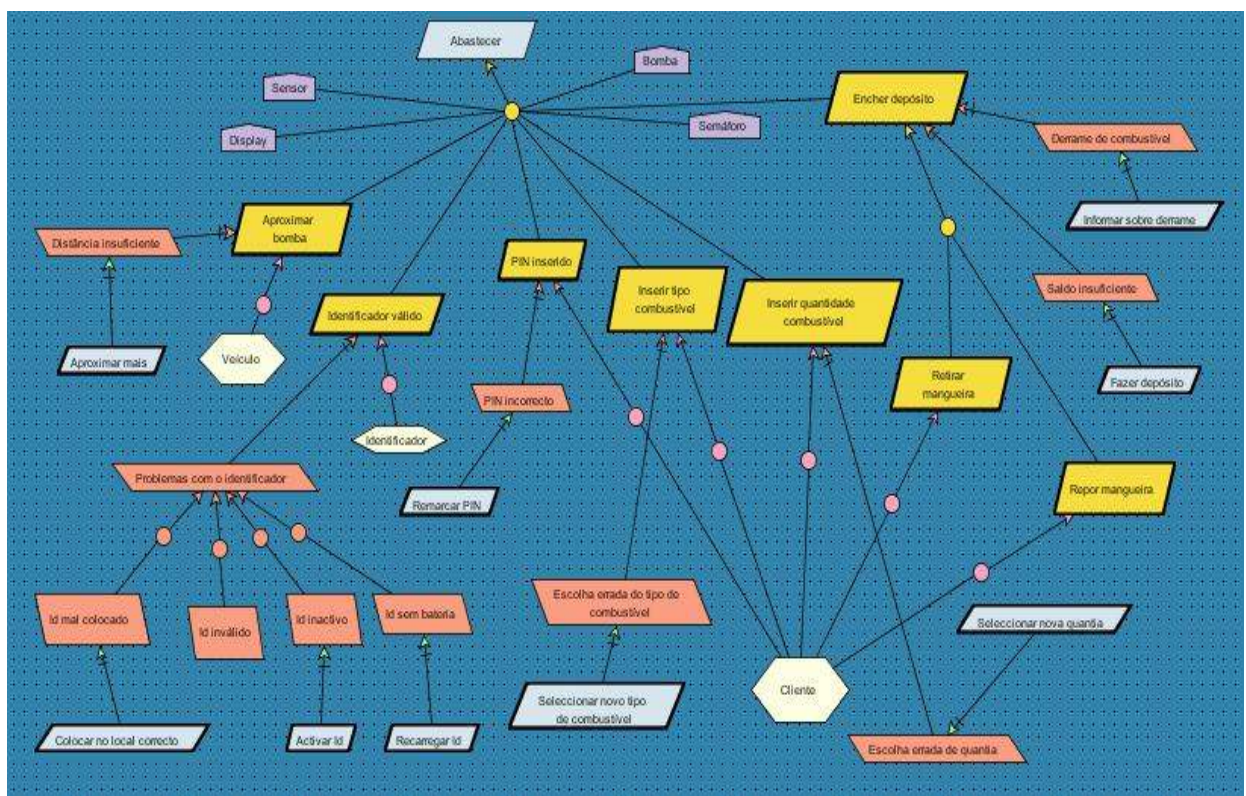 Abastecer
Bomba
Sensor
Encher depósito
Semáforo
Display
Derrame de combustível
Informar sobre derrame
Aproximar
bomba
Distância insuficiente
PIN inserido
Inserir tipo
combustível
Inserir quantidade
combustível
Saldo insuficiente
Identificador válido
Veículo
Aproximar mais
Retirar
mangueira
Fazer depósito
PIN incorrecto
Identificador
Problemas com o identificador
Remarcar PIN
Repor mangueira
Escolha errada do tipo de
combustível
Id mal colocado
Id inválido
Id inactivo
Id sem bateria
Seleccionar nova quantia
Cliente
Seleccionar novo tipo
de combustível
Colocar no local correcto
Activar Id
Recarregar Id
Escolha errada de quantia